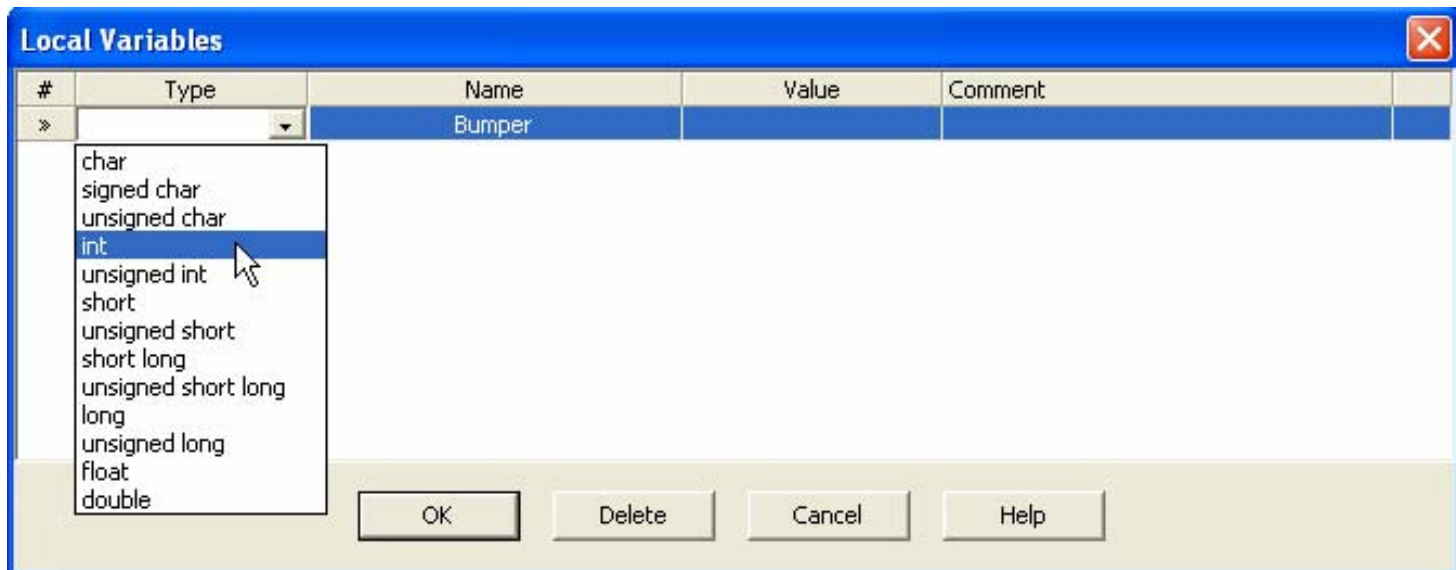 Local Variables
# Type Name Value Comment
» Bumper
char
signed char
unsigned char
int
unsigned int
short
unsigned short
short long
unsigned short long
long
unsigned long
float
double
OK Delete Cancel Help